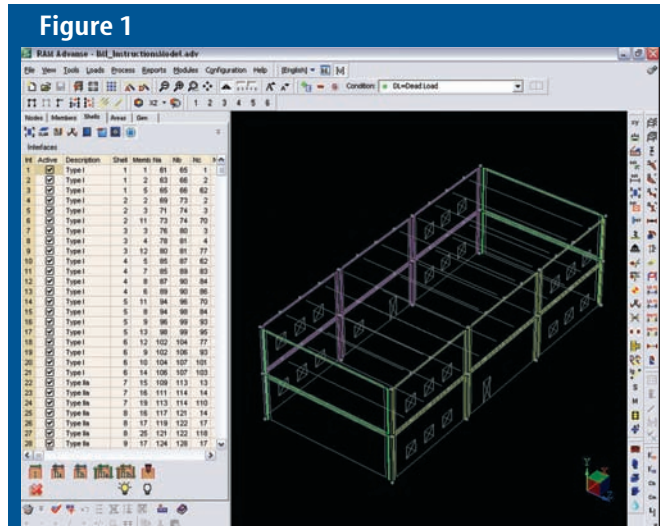 Figure 1
RAM Advanse - BIM_InstructionsModel.adv
File View Tools Loads Process Reports Modules Configuration Help [English]
Condition: DL=Dead Load
xz 1 2 3 4 5 6
Nodes Members Shells Areas Gen
Interfaces
Int Active Description Shell Memb Na Nb Nc
1 Type I 1 1 61 65 1
2 Type I 1 2 63 66 2
3 Type I 1 5 65 66 62
4 Type I 2 2 69 73 2
5 Type I 2 3 71 74 3
6 Type I 2 11 73 74 70
7 Type I 3 3 76 80 3
8 Type I 3 4 78 81 4
9 Type I 3 12 80 81 77
10 Type I 4 5 85 87 62
11 Type I 4 7 85 89 83
12 Type I 4 8 87 90 84
13 Type I 4 6 89 90 86
14 Type I 5 11 94 96 70
15 Type I 5 8 94 98 84
16 Type I 5 9 96 99 93
17 Type I 5 13 98 99 95
18 Type I 6 12 102 104 77
19 Type I 6 9 102 106 93
20 Type I 6 10 104 107 101
21 Type I 6 14 106 107 103
22 Type IIa 7 15 109 113 13
23 Type IIa 7 16 111 114 14
24 Type IIa 7 19 113 114 110
25 Type IIa 8 16 117 121 14
26 Type IIa 8 17 119 122 17
27 Type IIa 8 25 121 122 118
28 Type IIa 9 17 124 128 17
xy
S
M